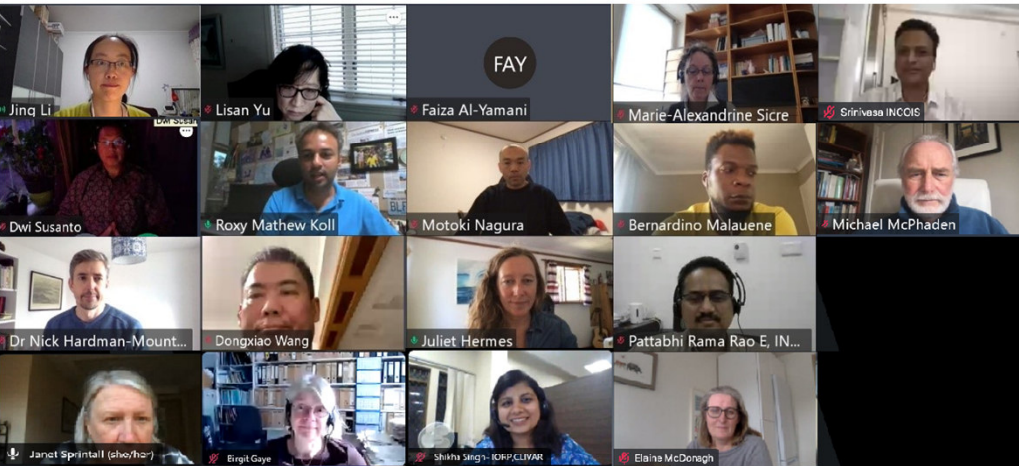 Jing Li
Lisan Yu
FAY
Faiza Al-Yamani
Marie-Alexandrine Sicre
Srinivasa INCOIS
Dwi Susanto
Dwi Susanto
Roxy Mathew Koll
Motoki Nagura
Bernardino Malauene
Michael McPhaden
Dr Nick Hardman-Mount...
Dongxiao Wang
Juliet Hermes
Pattabhi Rama Rao E, IN...
Janet Sprintall (she/her)
Birgit Gaye
Shikha Singh- IORP,CLIVAR
Elaine McDonagh